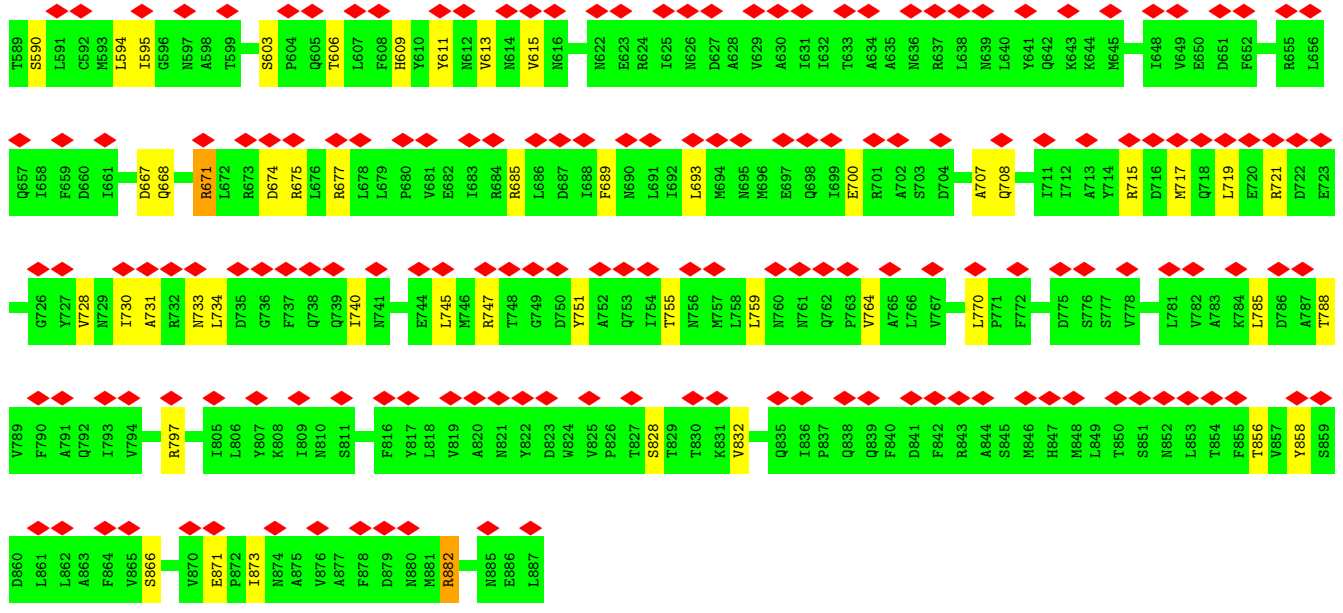 T589 S590 L591 C592 M593 L594 I595 G596 N597 A598 T599 S603 P604 Q605 T606 L607 F608 H609 Y610 Y611 N612 V613 N614 V615 N616 N622 E623 R624 I625 N626 D627 A628 V629 A630 I631 I632 T633 A634 A635 N636 R637 L638 N639 L640 Y641 Q642 K643 K644 M645 I648 V649 E650 D651 F652 R655 L656
Q657 I658 F659 D660 I661 D667 Q668 R671 L672 R673 D674 R675 L676 R677 L678 L679 P680 V681 E682 I683 R684 R685 L686 D687 I688 F689 N690 L691 I692 L693 M694 N695 M696 E697 Q698 I699 E700 R701 A702 S703 D704 A707 Q708 I711 I712 A713 Y714 R715 D716 M717 Q718 L719 E720 R721 D722 E723
G726 Y727 V728 N729 I730 A731 R732 N733 L734 D735 G736 F737 Q738 Q739 I740 N741 E744 L745 M746 R747 T748 G749 D750 Y751 A752 Q753 I754 T755 N756 M757 L758 L759 N760 N761 Q762 P763 V764 A765 L766 V767 L770 P771 F772 D775 S776 S777 V778 L781 V782 A783 K784 L785 D786 A787 T788
V789 F790 A791 Q792 I793 V794 R797 I805 L806 Y807 K808 I809 N810 S811 F816 Y817 L818 V819 A820 N821 Y822 D823 W824 V825 P826 T827 S828 T829 T830 K831 V832 Q835 I836 P837 Q838 Q839 F840 D841 F842 R843 A844 S845 M846 H847 M848 L849 T850 S851 N852 L853 T854 F855 T856 V857 Y858 S859
D860 L861 L862 A863 F864 V865 S866 V870 E871 P872 I873 N874 A875 V876 A877 F878 D879 N880 M881 R882 N885 E886 L887